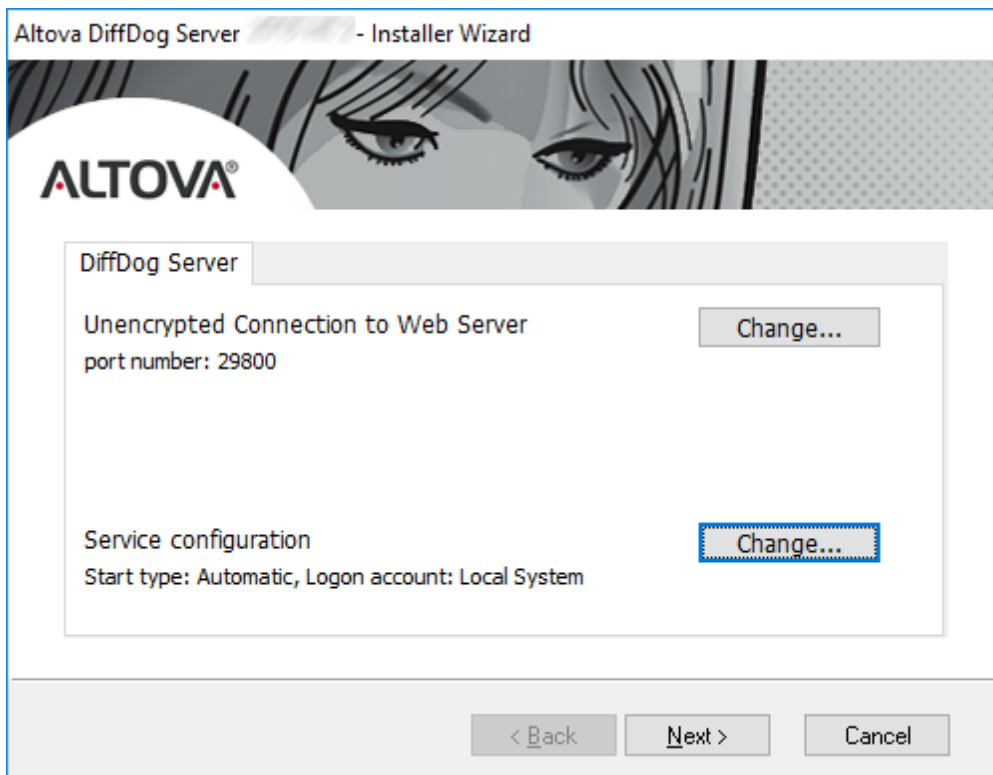 Altova DiffDog Server - Installer Wizard
ALTOVA®
DiffDog Server
Unencrypted Connection to Web Server
Change...
port number: 29800
Service configuration
Change...
Start type: Automatic, Logon account: Local System
< Back
Next >
Cancel